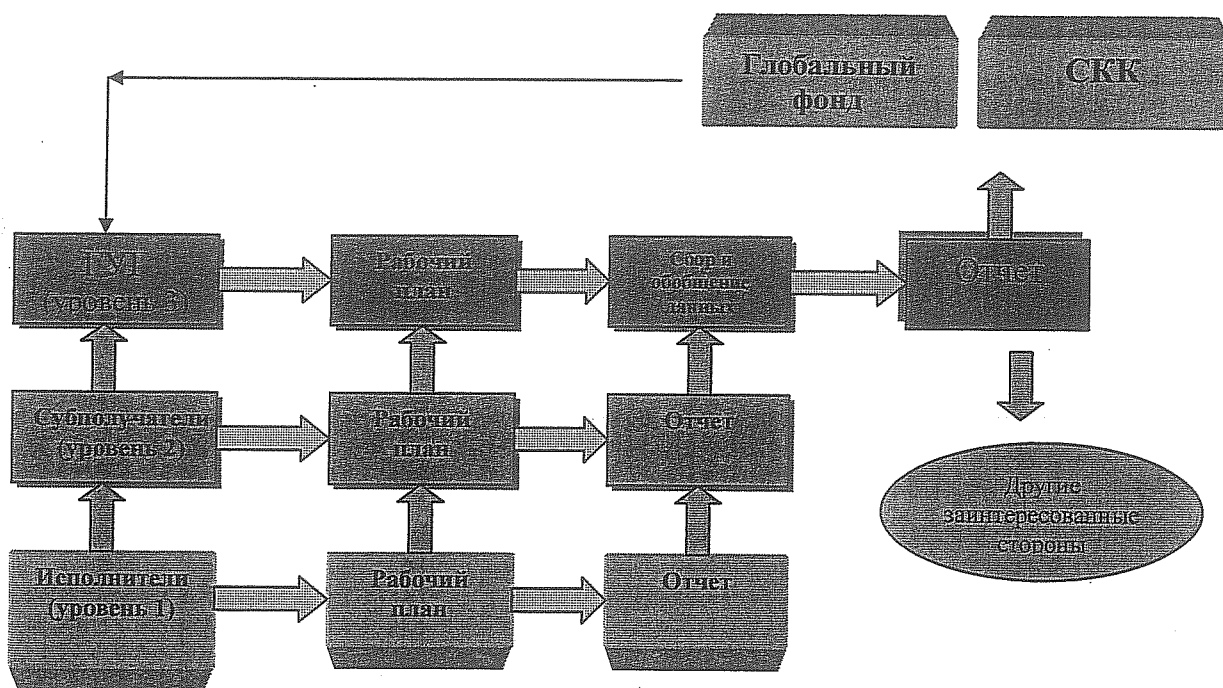 Глобальный
фонд
СКК
(уровень 3)
Рабочий
план
Сбор и
обобщение
данных
Отчет
Субполучатели
(уровень 2)
Рабочий
план
Отчет
Другие
заинтересованные
стороны
Исполнители
(уровень 1)
Рабочий
план
Отчет